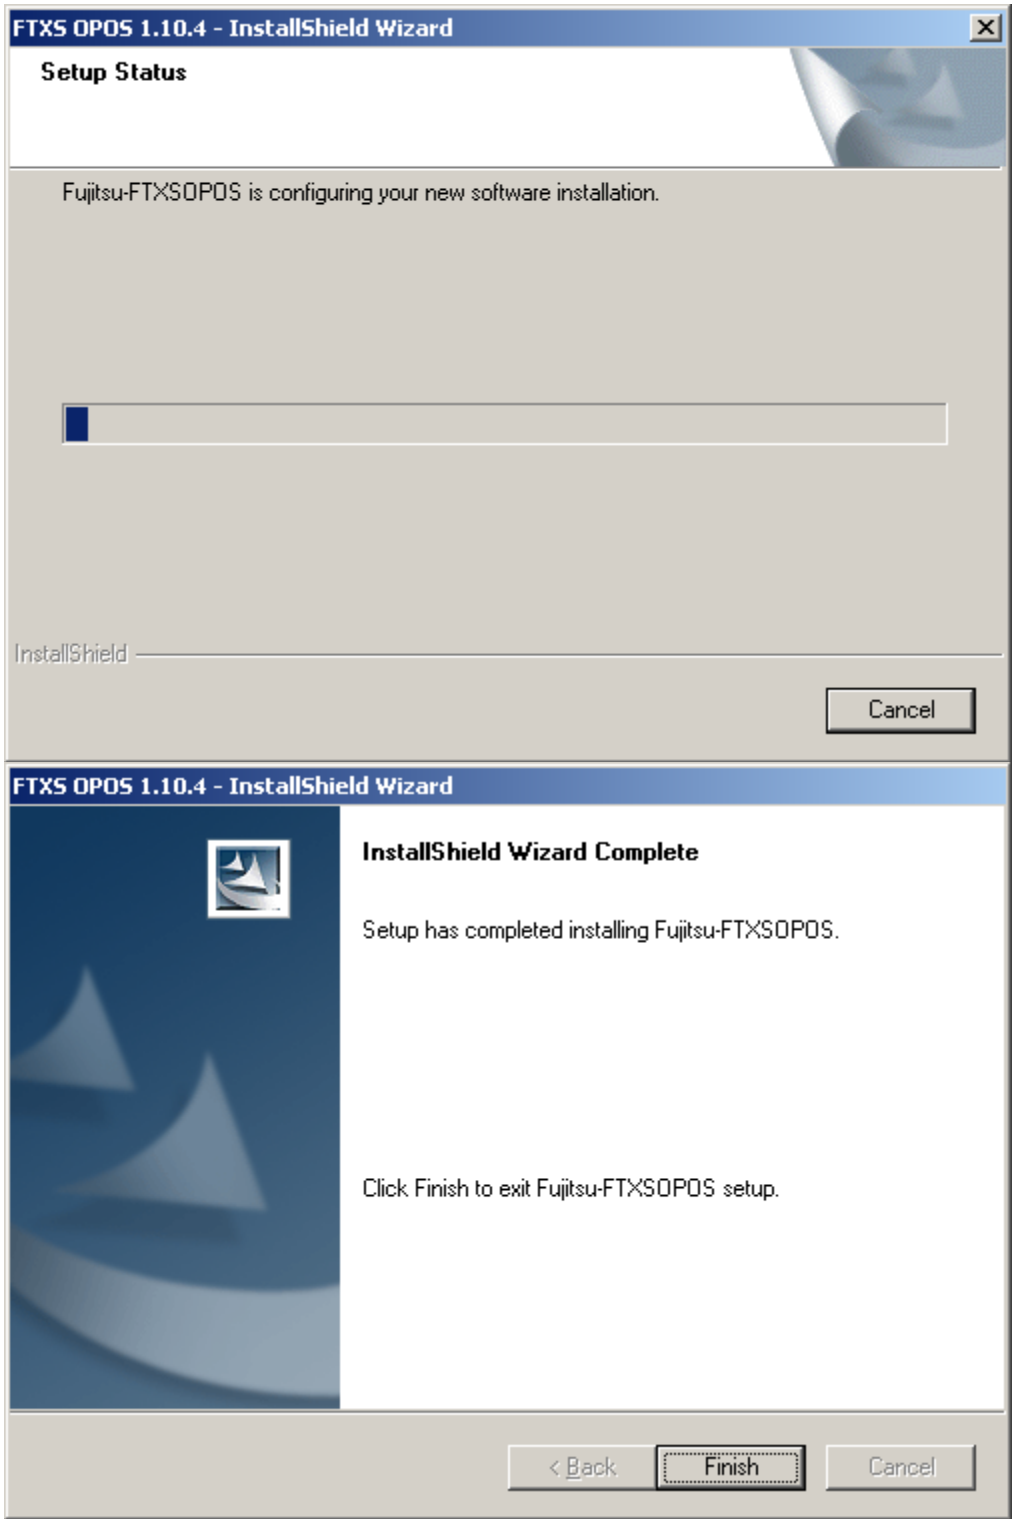 FTXS OPOS 1.10.4 - InstallShield Wizard
Setup Status
Fujitsu-FTXSOPOS is configuring your new software installation.
InstallShield
Cancel
FTXS OPOS 1.10.4 - InstallShield Wizard
InstallShield Wizard Complete
Setup has completed installing Fujitsu-FTXSOPOS.
Click Finish to exit Fujitsu-FTXSOPOS setup.
< Back Finish Cancel